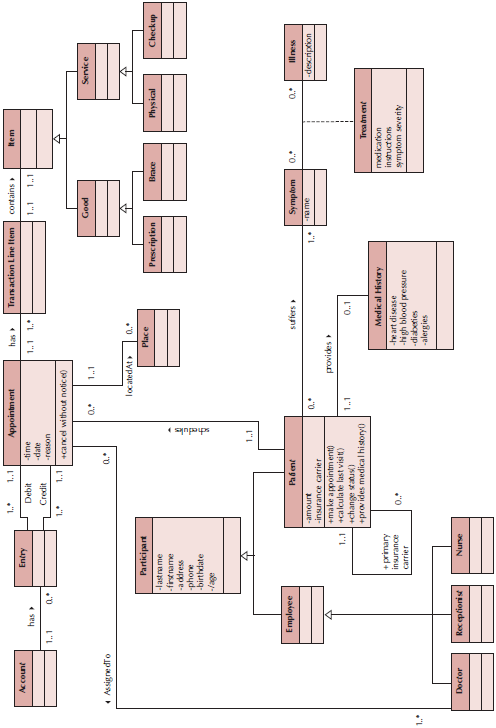 Account
1..1
has ▸
0..*
Entry
1..*
Debit
1..1
Credit
1..*
1..1
Appointment
-time
-date
-reason
+cancel without notice()
1..1
has ▸
1..*
Transaction Line Item
1..1
contains ▸
1..1
Item
Good
Service
Prescription
Brace
Physical
Checkup
0..*
0..*
1..1
locatedAt ▸
0..*
Place
◂ AssignedTo
schedules ▸
1..1
Participant
-lastname
-firstname
-address
-phone
-birthdate
-/age
Employee
Patient
-amount
-insurance carrier
+make appointment()
+calculate last visit()
+change status()
+provides medical history()
0..*
suffers ▸
1..*
Symptom
-name
0..*
0..*
Illness
-description
1..1
provides ▸
0..1
Medical History
-heart disease
-high blood pressure
-diabeties
-alergies
Treatment
medication
instructions
symptom severity
1..1
0..*
+ primary
insurance
carrier
1..*
Doctor
Receptionist
Nurse